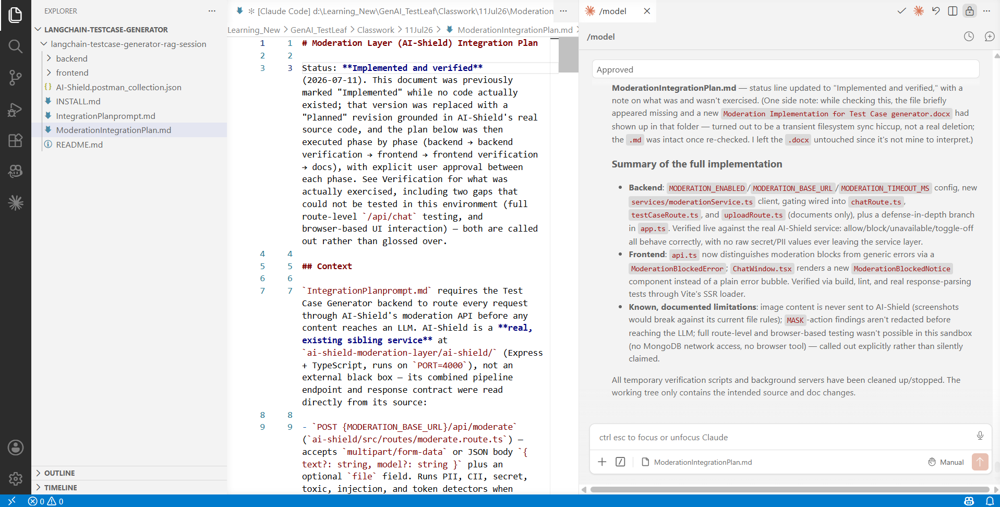 EXPLORER
LANGCHAIN-TESTCASE-GENERATOR
langchain-testcase-generator-rag-session
backend
frontend
{} AI-Shield.postman_collection.json
INSTALL.md
IntegrationPlanprompt.md
ModerationIntegrationPlan.md
README.md
OUTLINE
TIMELINE
[Claude Code] d:\Learning_New\GenAI_TestLeaf\Classwork\11Jul26\Moderation
Learning_New > GenAI_TestLeaf > Classwork > 11Jul26 > ModerationIntegrationPlan.md >
1 1 # Moderation Layer (AI-Shield) Integration Plan
2 2
3 3 Status: **Implemented and verified**
(2026-07-11). This document was previously
marked "Implemented" while no code actually
existed; that version was replaced with a
"Planned" revision grounded in AI-Shield's real
source code, and the plan below was then
executed phase by phase (backend → backend
verification → frontend → frontend verification
→ docs), with explicit user approval between
each phase. See Verification for what was
actually exercised, including two gaps that
could not be tested in this environment (full
route-level `/api/chat` testing, and
browser-based UI interaction) — both are called
out rather than glossed over.
4 4
5 5 ## Context
6 6
7 7 `IntegrationPlanprompt.md` requires the Test
Case Generator backend to route every request
through AI-Shield's moderation API before any
content reaches an LLM. AI-Shield is a **real,
existing sibling service** at
`ai-shield-moderation-layer/ai-shield/` (Express
+ TypeScript, runs on `PORT=4000`), not an
external black box — its combined pipeline
endpoint and response contract were read
directly from its source:
8 8
9 9 - `POST {MODERATION_BASE_URL}/api/moderate`
(`ai-shield/src/routes/moderate.route.ts`) —
accepts `multipart/form-data` or JSON body `{
text?: string, model?: string }` plus an
optional `file` field. Runs PII, CII, secret,
toxic, injection, and token detectors when
/model
/model
Approved
ModerationIntegrationPlan.md — status line updated to "Implemented and verified," with a
note on what was and wasn't exercised. (One side note: while checking this, the file briefly
appeared missing and a new Moderation Implementation for Test Case generator.docx had
shown up in that folder — turned out to be a transient filesystem sync hiccup, not a real deletion;
the .md was intact once re-checked. I left the .docx untouched since it's not mine to interpret.)
Summary of the full implementation
• Backend: MODERATION_ENABLED/MODERATION_BASE_URL/MODERATION_TIMEOUT_MS config, new
services/moderationService.ts client, gating wired into chatRoute.ts,
testCaseRoute.ts, and uploadRoute.ts (documents only), plus a defense-in-depth branch
in app.ts. Verified live against the real AI-Shield service: allow/block/unavailable/toggle-off
all behave correctly, with no raw secret/PII values ever leaving the service layer.
• Frontend: api.ts now distinguishes moderation blocks from generic errors via a
ModerationBlockedError; ChatWindow.tsx renders a new ModerationBlockedNotice
component instead of a plain error bubble. Verified via build, lint, and real response-parsing
tests through Vite's SSR loader.
• Known, documented limitations: image content is never sent to AI-Shield (screenshots
would break against its current file rules); MASK-action findings aren't redacted before
reaching the LLM; full route-level and browser-based testing wasn't possible in this sandbox
(no MongoDB network access, no browser tool) — called out explicitly rather than silently
claimed.
All temporary verification scripts and background servers have been cleaned up/stopped. The
working tree only contains the intended source and doc changes.
ctrl esc to focus or unfocus Claude
ModerationIntegrationPlan.md
Manual
0 0